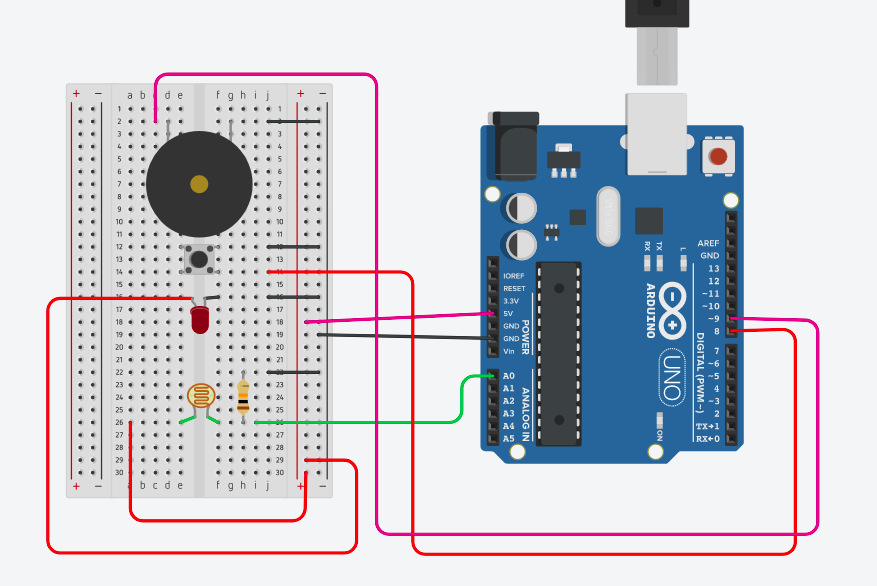 + − a b c d e f g h i j + −
1 1
2 2
3 3
4 4
5 5
6 6
7 7
8 8
9 9
10 10
11 11
12 12
13 13
14 14
15 15
16 16
17 17
18 18
19 19
20 20
21 21
22 22
23 23
24 24
25 25
26 26
27 27
28 28
29 29
30 30
+ − a b c d e f g h i j + −
IOREF
RESET
3.3V
5V
GND
GND
Vin
POWER
A0
A1
A2
A3
A4
A5
ANALOG IN
RX
TX
L
ARDUINO
UNO
ON
AREF
GND
13
12
~11
~10
~9
8
7
~6
~5
4
~3
2
TX→1
RX←0
DIGITAL (PWM~)